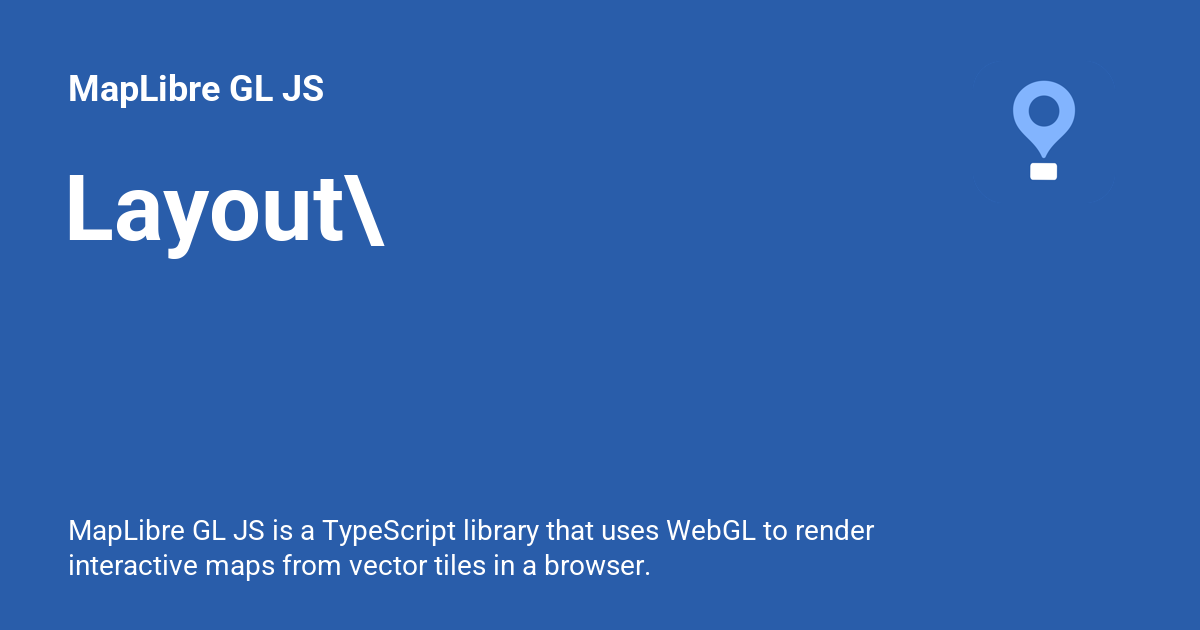 MapLibre GL JS
Layout\
MapLibre GL JS is a TypeScript library that uses WebGL to render
interactive maps from vector tiles in a browser.